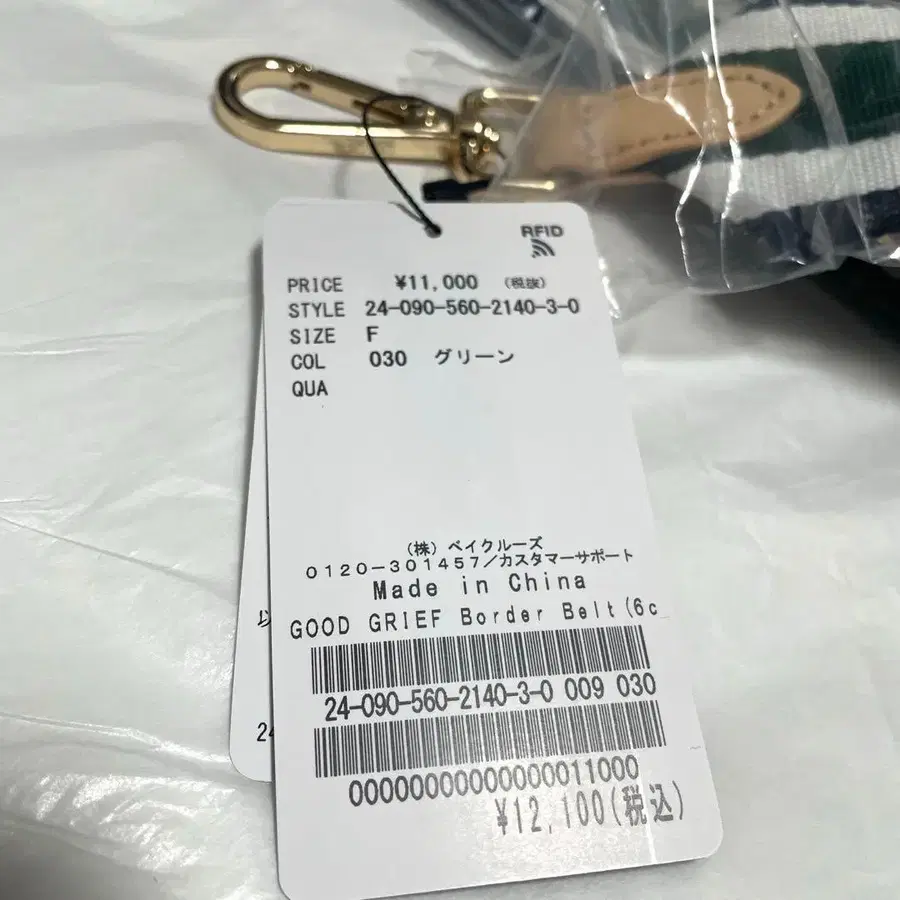 RFID
PRICE ¥11,000 (税抜)
STYLE 24-090-560-2140-3-0
SIZE F
COL 030 グリーン
QUA
(株) ベイクルーズ
0120-301457/カスタマーサポート
Made in China
GOOD GRIEF Border Belt(6c
24-090-560-2140-3-0 009 030
00000000000000011000
¥12,100(税込)
以
24